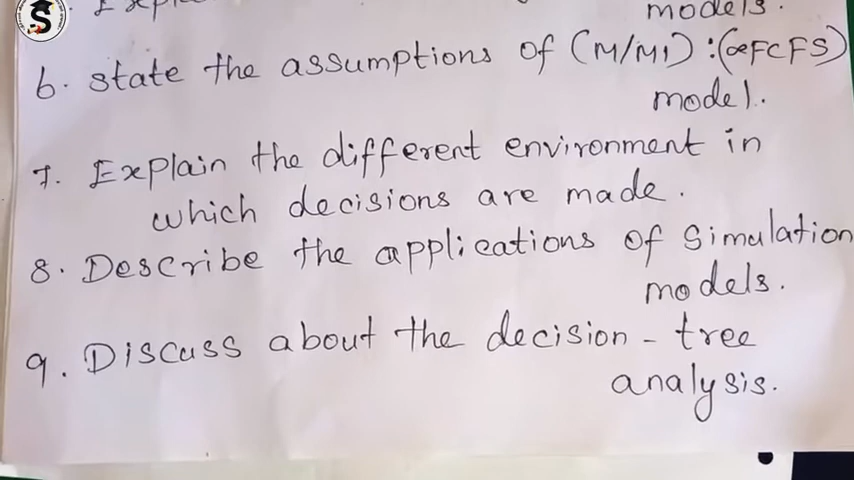 models.
6. state the assumptions of (M/M1) : (∞FCFS)
model.
7. Explain the different environment in
which decisions are made.
8. Describe the applications of simulation
models.
9. Discuss about the decision - tree
analysis.